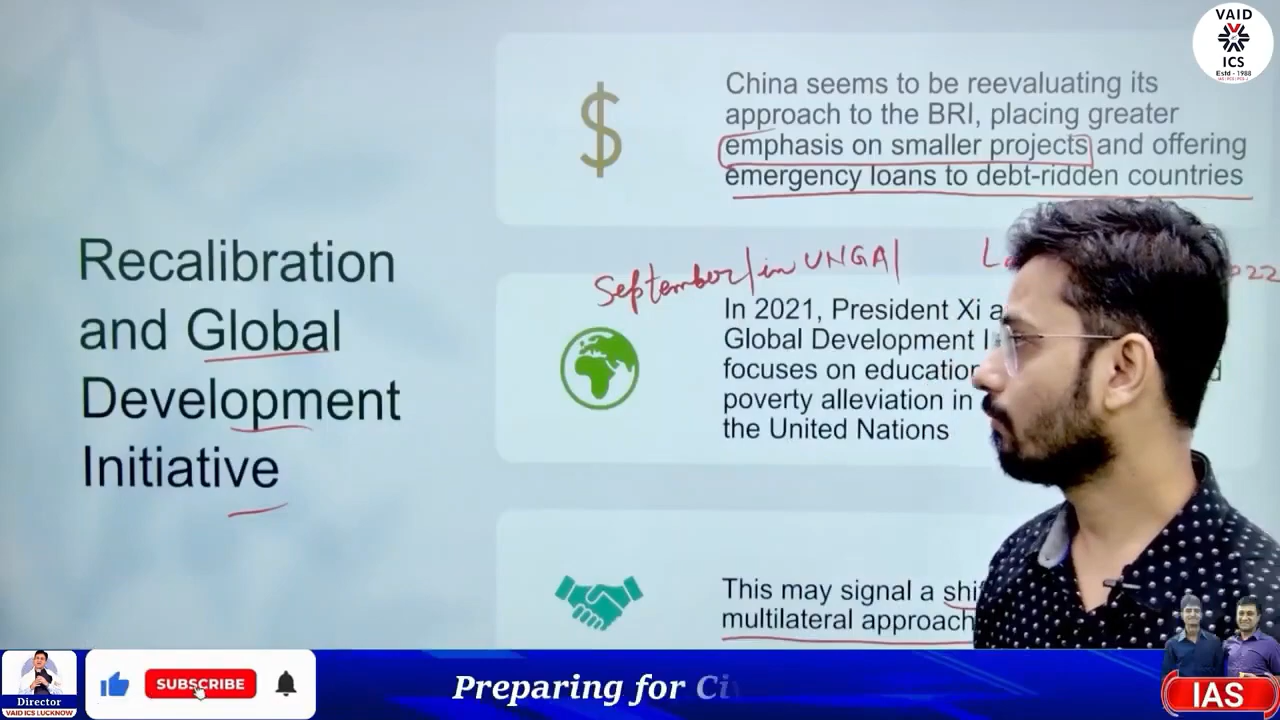 VAID
ICS
Estd - 1988
China seems to be reevaluating its
approach to the BRI, placing greater
emphasis on smaller projects and offering
emergency loans to debt-ridden countries
Recalibration
and Global
Development
Initiative
September/in UNGA/
In 2021, President Xi
Global Development
focuses on education
poverty alleviation in
the United Nations
This may signal a
multilateral approach
Director
VAID ICS LUCKNOW
SUBSCRIBE
Preparing for Ci
IAS